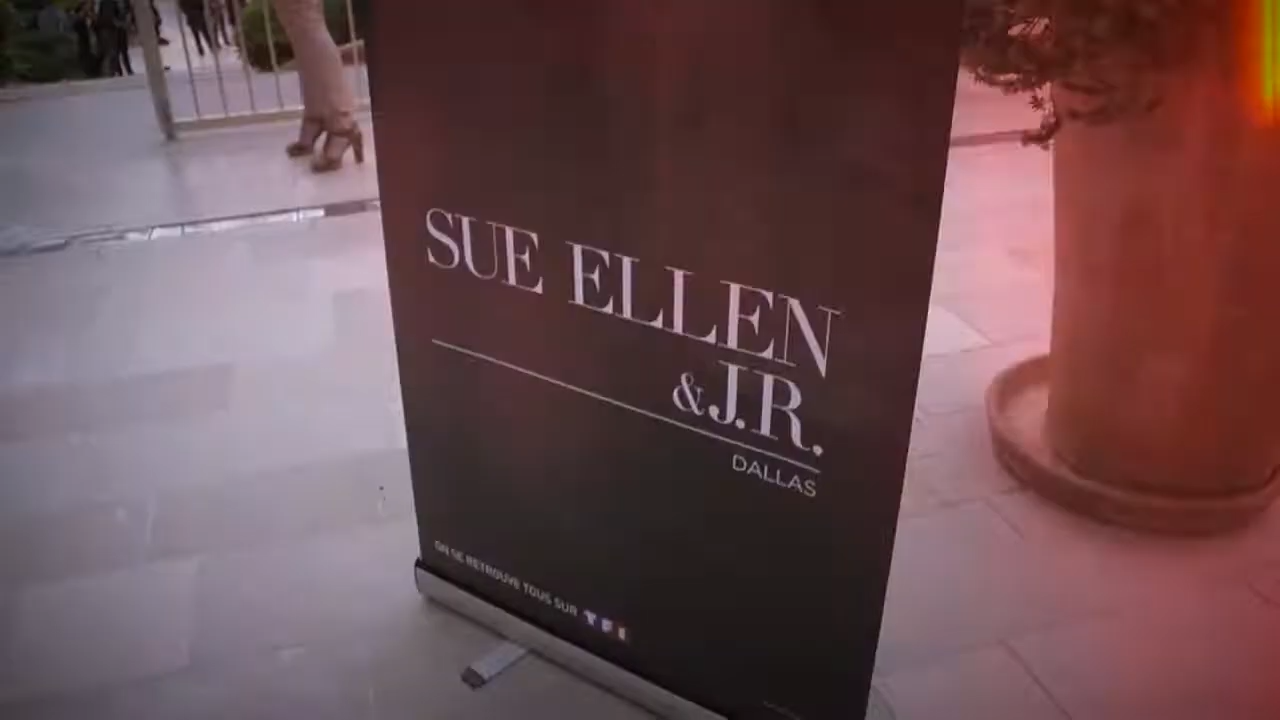 SUE ELLEN
& J.R.
DALLAS
ON SE RETROUVE TOUS SUR TF1